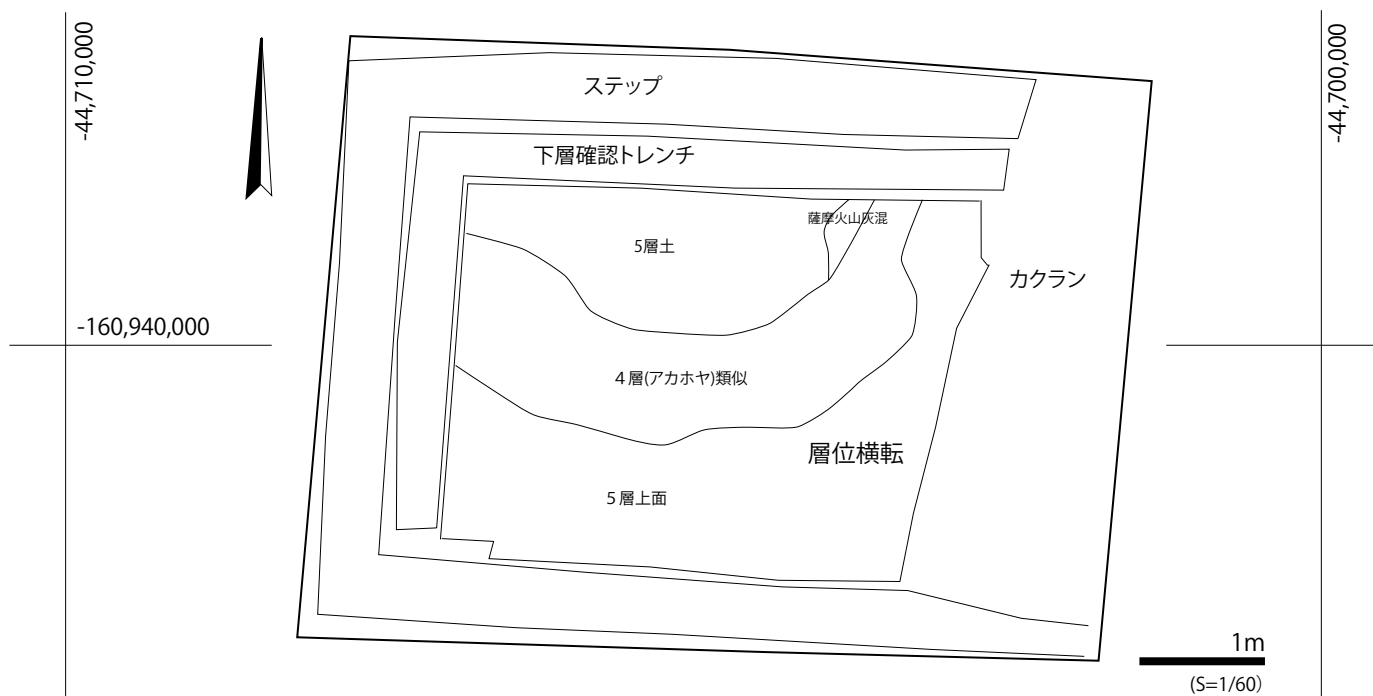 -44,710,000
-44,700,000
ステップ
下層確認トレンチ
薩摩火山灰混
5層土
カクラン
-160,940,000
4層(アカホヤ)類似
層位横転
5層上面
1m
(S=1/60)